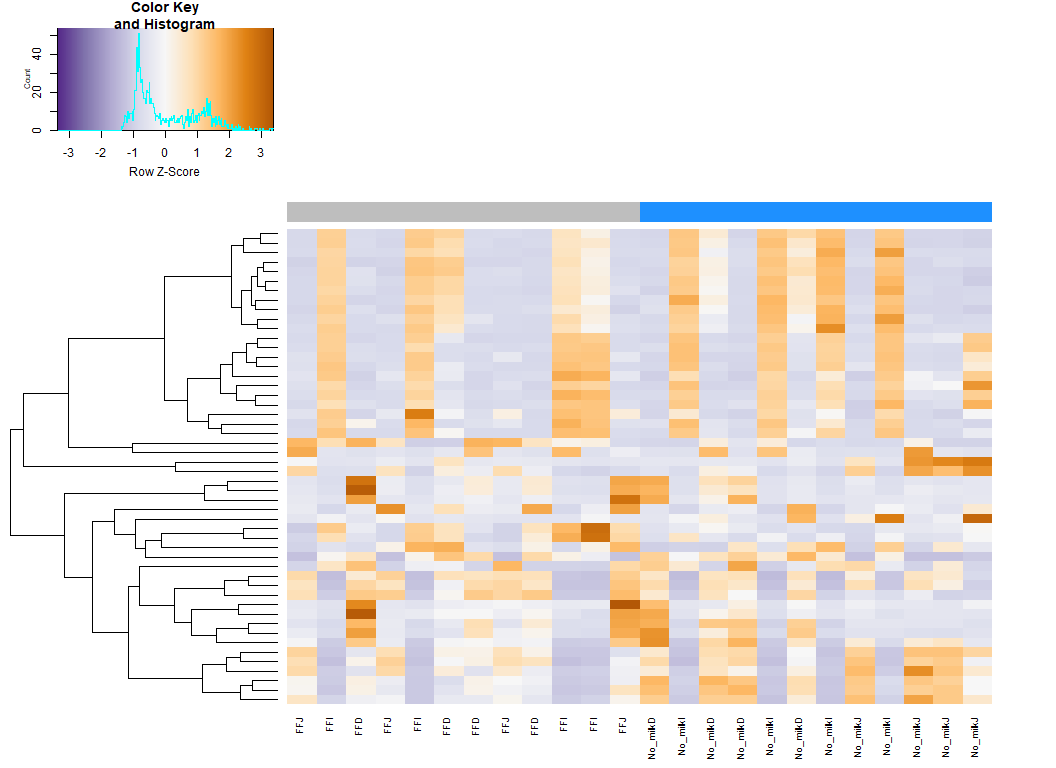 Color Key
and Histogram
Count
0
20
40
-3
-2
-1
0
1
2
3
Row Z-Score
FFJ
FFI
FFD
FFJ
FFI
FFD
FFD
FFJ
FFD
FFI
FFI
FFJ
No_milkD
No_milkI
No_milkD
No_milkD
No_milkI
No_milkD
No_milkI
No_milkJ
No_milkI
No_milkJ
No_milkJ
No_milkJ